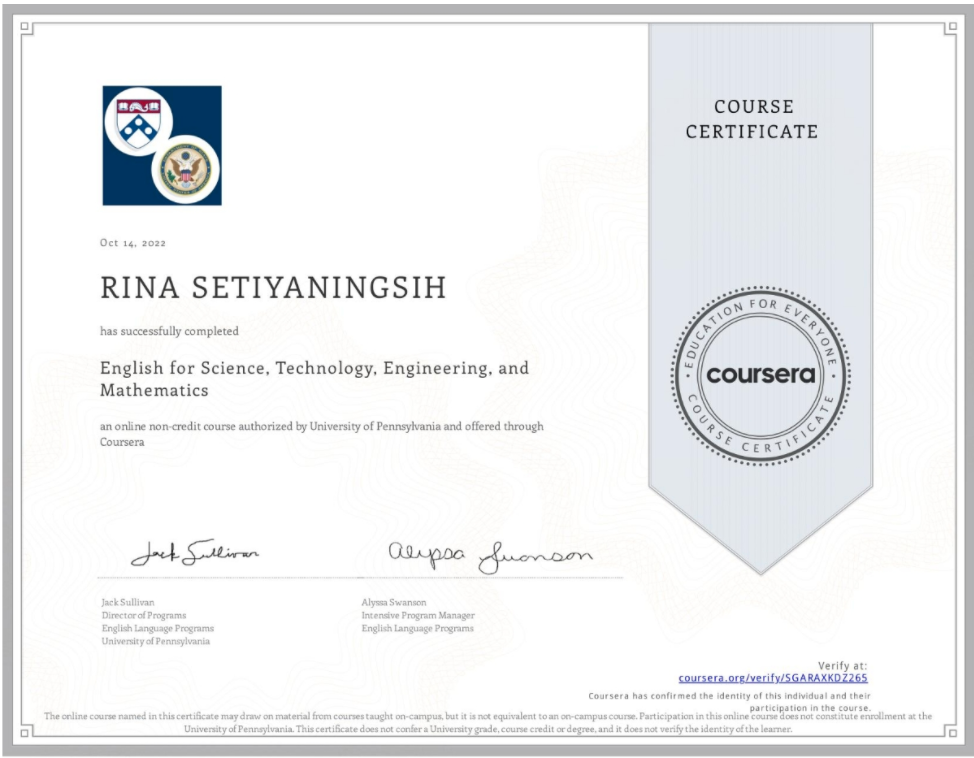 COURSE
CERTIFICATE
Oct 14, 2022
RINA SETIYANINGSIH
has successfully completed
English for Science, Technology, Engineering, and
Mathematics
an online non-credit course authorized by University of Pennsylvania and offered through
Coursera
EDUCATION FOR EVERYONE
coursera
COURSE CERTIFICATE
Jack Sullivan
Alyssa Swanson
Jack Sullivan
Director of Programs
English Language Programs
University of Pennsylvania
Alyssa Swanson
Intensive Program Manager
English Language Programs
Verify at:
coursera.org/verify/SGARAXKDZ265
Coursera has confirmed the identity of this individual and their
participation in the course.
The online course named in this certificate may draw on material from courses taught on-campus, but it is not equivalent to an on-campus course. Participation in this online course does not constitute enrollment at the
University of Pennsylvania. This certificate does not confer a University grade, course credit or degree, and it does not verify the identity of the learner.